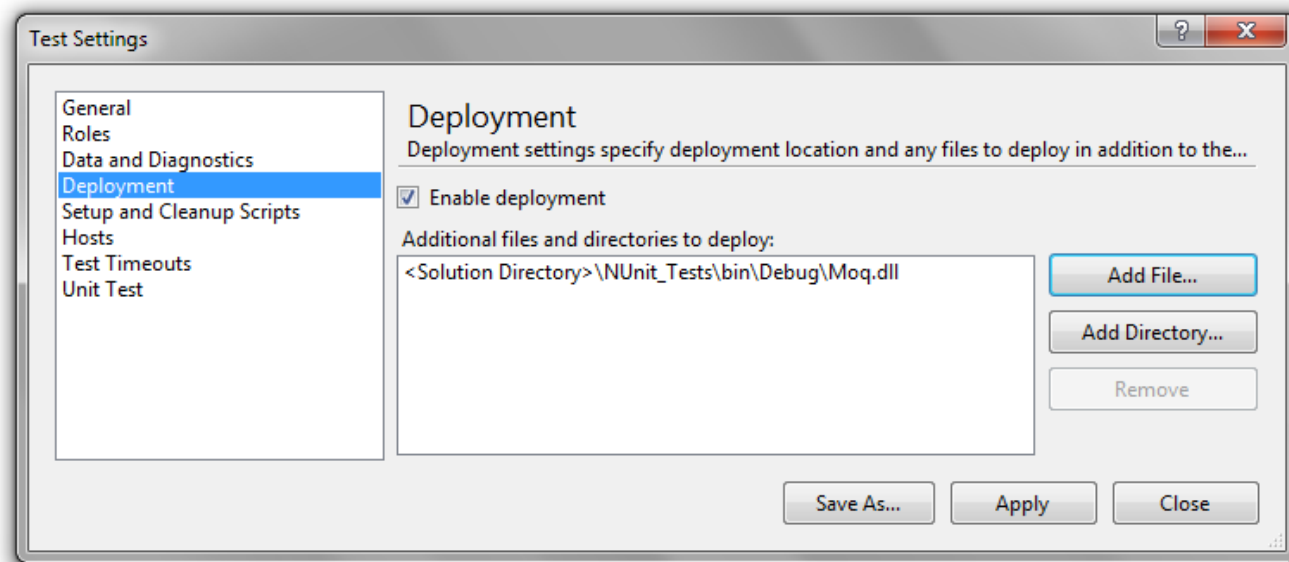 Test Settings
?
General
Roles
Data and Diagnostics
Deployment
Setup and Cleanup Scripts
Hosts
Test Timeouts
Unit Test
Deployment
Deployment settings specify deployment location and any files to deploy in addition to the...
Enable deployment
Additional files and directories to deploy:
<Solution Directory>\NUnit_Tests\bin\Debug\Moq.dll
Add File...
Add Directory...
Remove
Save As...
Apply
Close